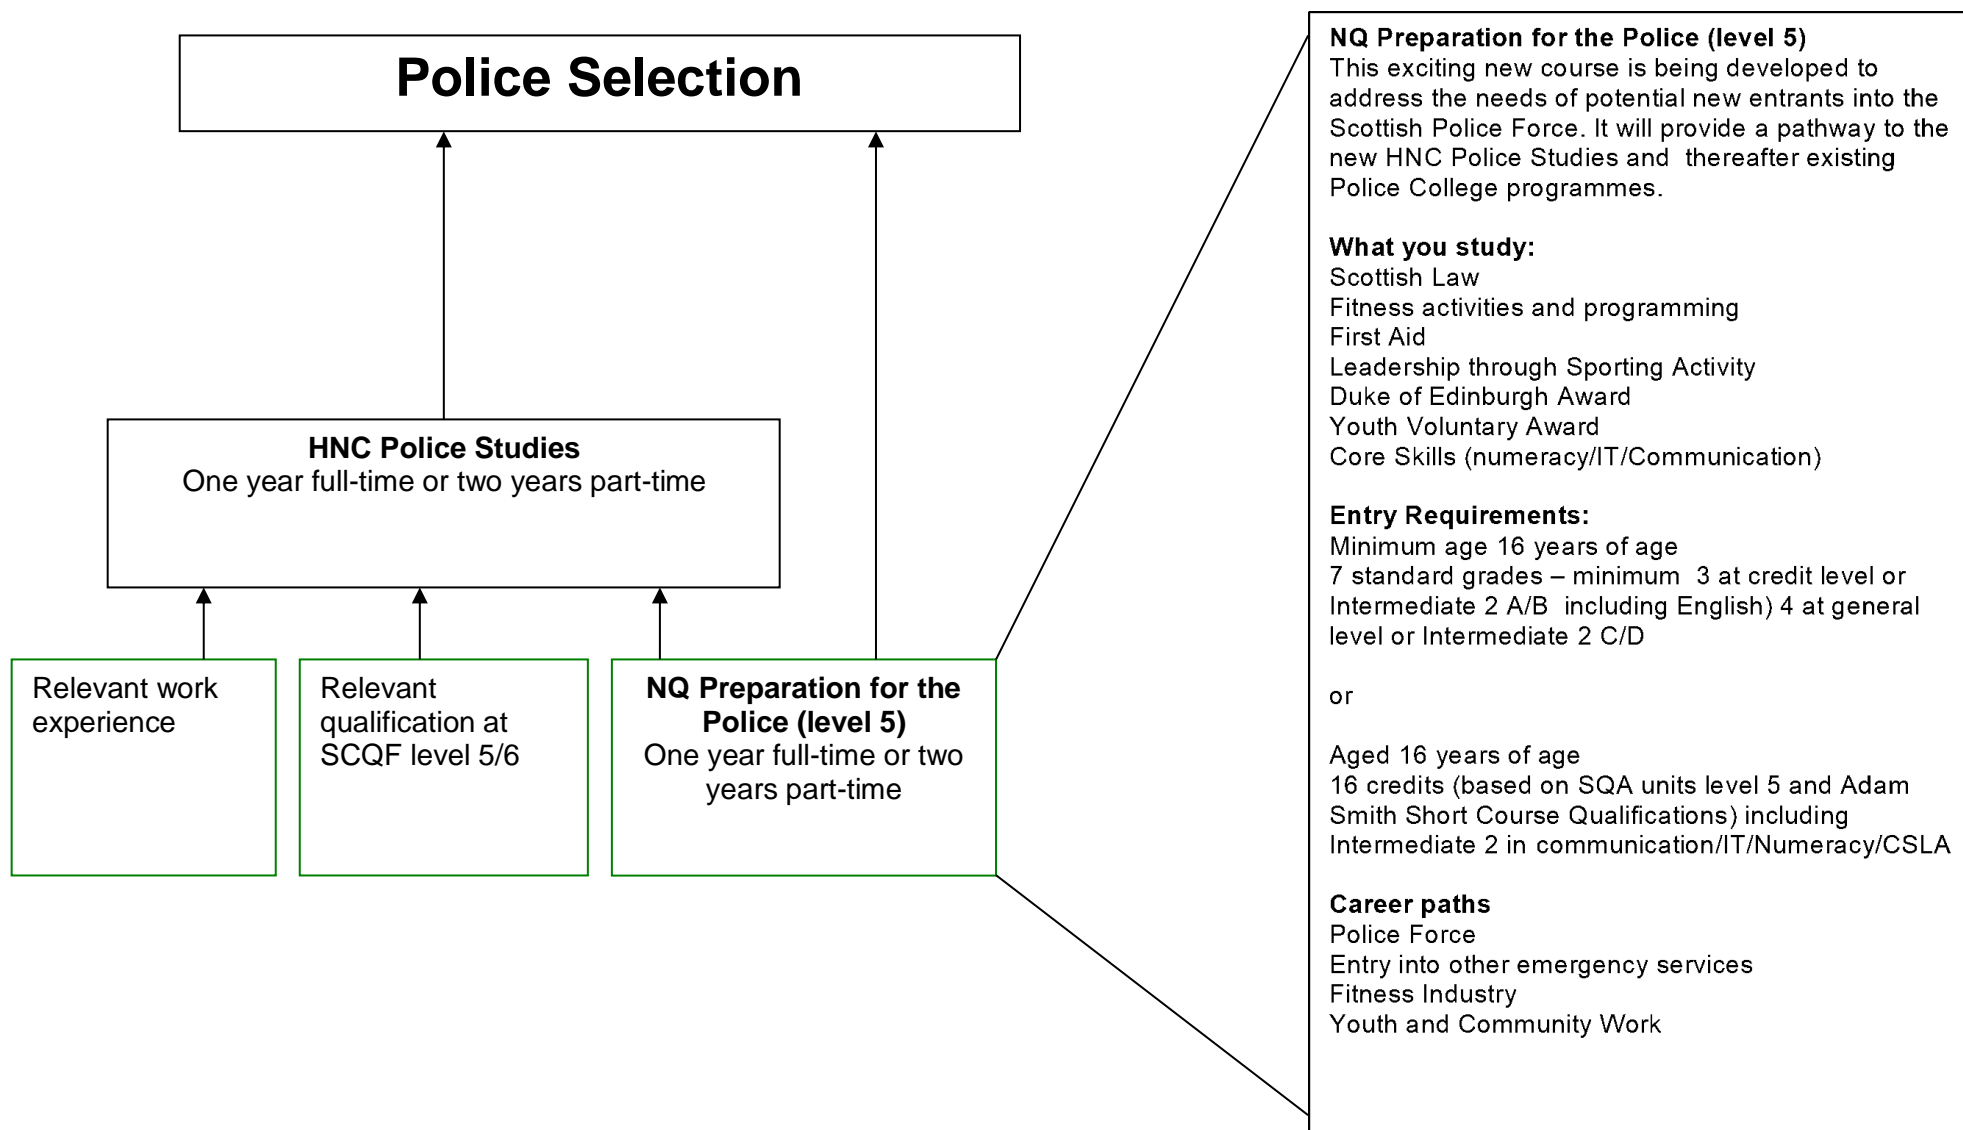 Police Selection
HNC Police Studies
One year full-time or two years part-time
Relevant work
experience
Relevant
qualification at
SCQF level 5/6
NQ Preparation for the
Police (level 5)
One year full-time or two
years part-time
NQ Preparation for the Police (level 5)
This exciting new course is being developed to
address the needs of potential new entrants into the
Scottish Police Force. It will provide a pathway to the
new HNC Police Studies and  thereafter existing
Police College programmes.
What you study:
Scottish Law
Fitness activities and programming
First Aid
Leadership through Sporting Activity
Duke of Edinburgh Award
Youth Voluntary Award
Core Skills (numeracy/IT/Communication)
Entry Requirements:
Minimum age 16 years of age
7 standard grades – minimum  3 at credit level or
Intermediate 2 A/B  including English) 4 at general
level or Intermediate 2 C/D
or
Aged 16 years of age
16 credits (based on SQA units level 5 and Adam
Smith Short Course Qualifications) including
Intermediate 2 in communication/IT/Numeracy/CSLA
Career paths
Police Force
Entry into other emergency services
Fitness Industry
Youth and Community Work